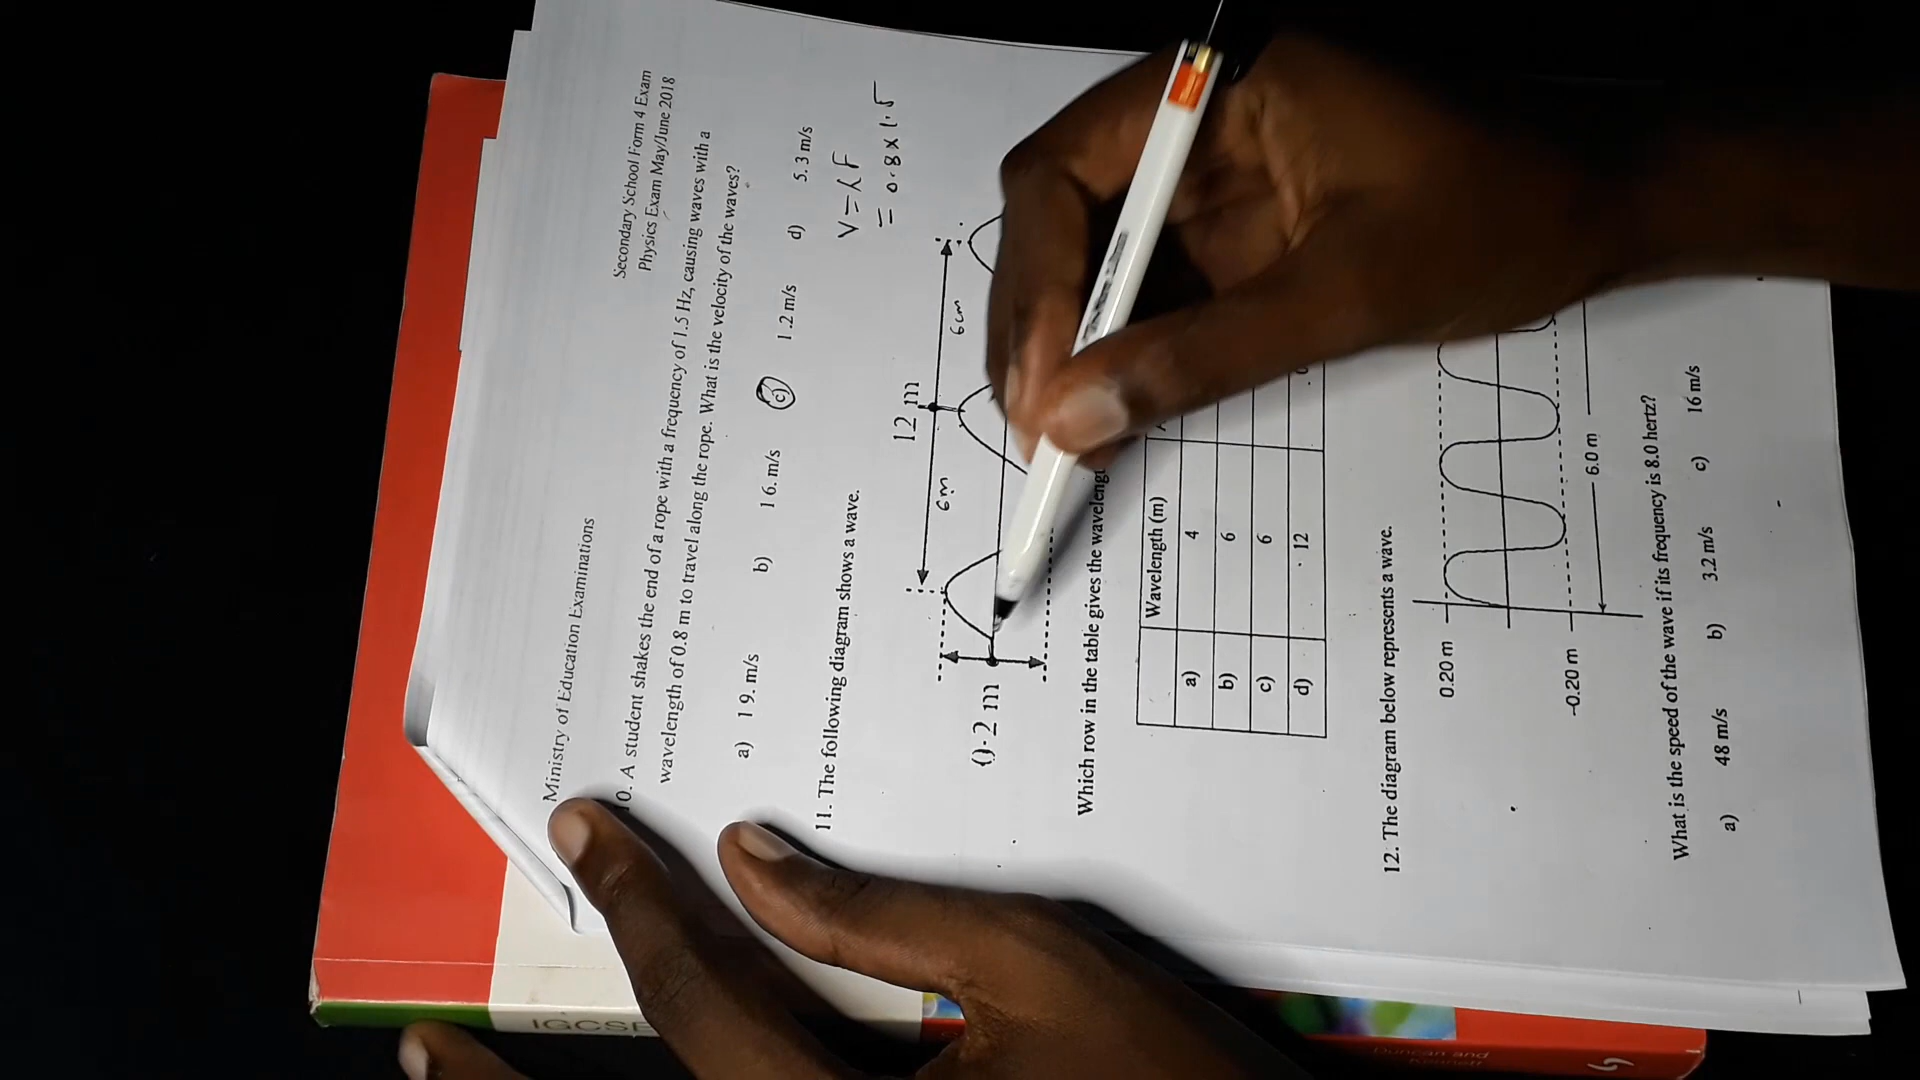 Secondary School Form 4 Exam
Physics Exam May/June 2018
Ministry of Education Examinations
10. A student shakes the end of a rope with a frequency of 1.5 Hz, causing waves with a
wavelength of 0.8 m to travel along the rope. What is the velocity of the waves?
a) 1 9. m/s b) 1 6. m/s c) 1 .2 m/s d) 5. 3 m/s
V = λF
= 0.8 x 1.5
11. The following diagram shows a wave.
12 m
6m 6cm
0·2 m
Which row in the table gives the
Wavelength (m)
a) 4
b) 6
c) 6
d) 12
12. The diagram below represents a wave.
0.20 m
–0.20 m
6.0 m
What is the speed of the wave if its frequency is 8.0 hertz?
a) 48 m/s b) 3.2 m/s c) 16 m/s
IGCSE
Duncan and